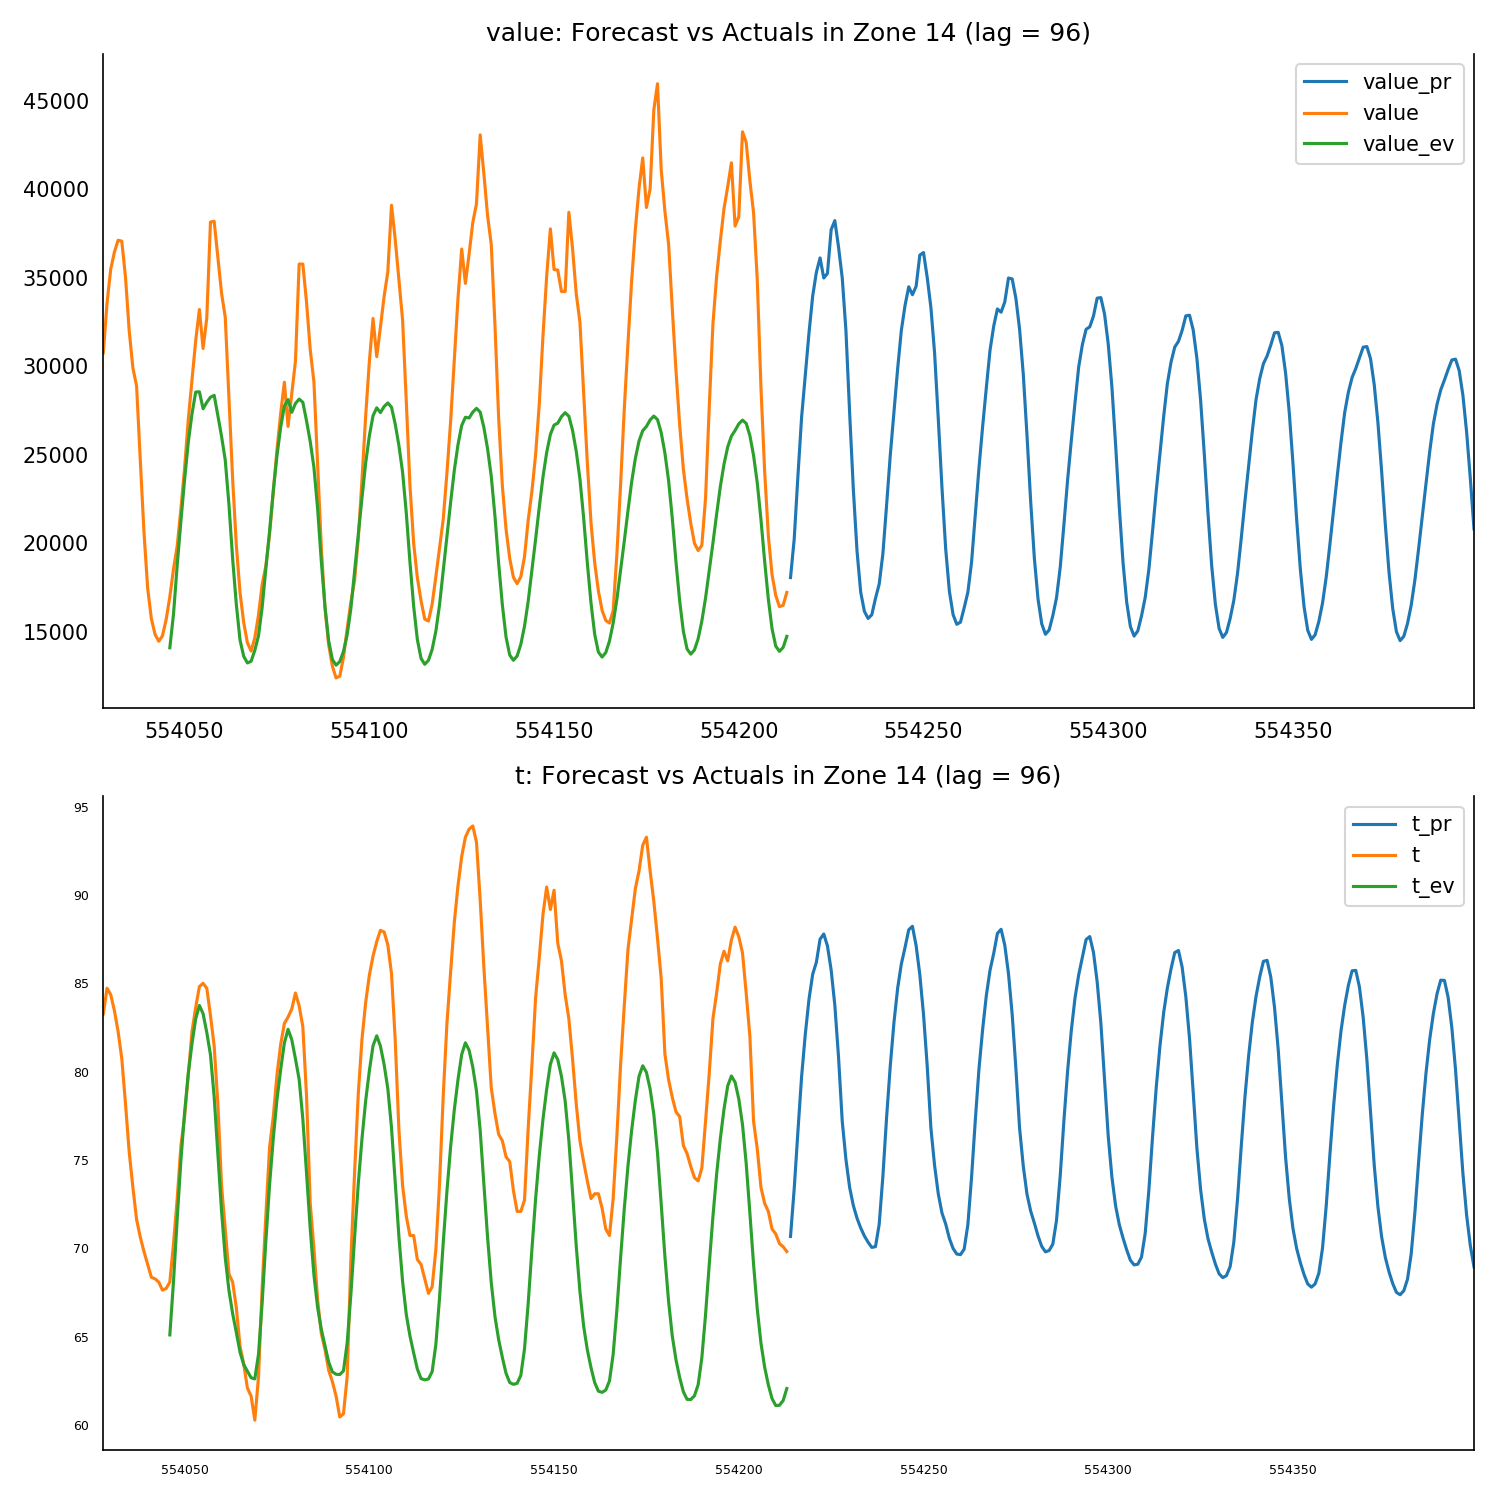 value: Forecast vs Actuals in Zone 14 (lag = 96)
value_pr
value
value_ev
45000
40000
35000
30000
25000
20000
15000
554050 554100 554150 554200 554250 554300 554350
t: Forecast vs Actuals in Zone 14 (lag = 96)
t_pr
t
t_ev
95
90
85
80
75
70
65
60
554050 554100 554150 554200 554250 554300 554350